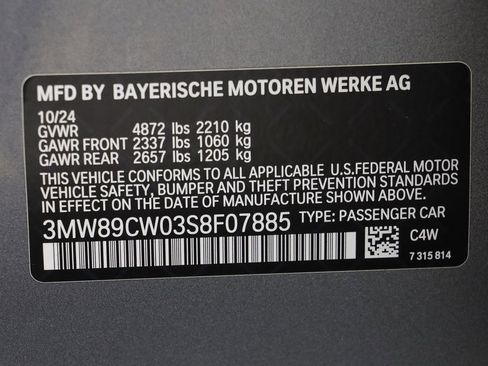 MFD BY BAYERISCHE MOTOREN WERKE AG
10/24
GVWR 4872 lbs 2210 kg
GAWR FRONT 2337 lbs 1060 kg
GAWR REAR 2657 lbs 1205 kg
THIS VEHICLE CONFORMS TO ALL APPLICABLE U.S.FEDERAL MOTOR
VEHICLE SAFETY, BUMPER AND THEFT PREVENTION STANDARDS
IN EFFECT ON THE DATE OF MANUFACTURE SHOWN ABOVE.
3MW89CW03S8F07885 TYPE: PASSENGER CAR
C4W
7 315 814